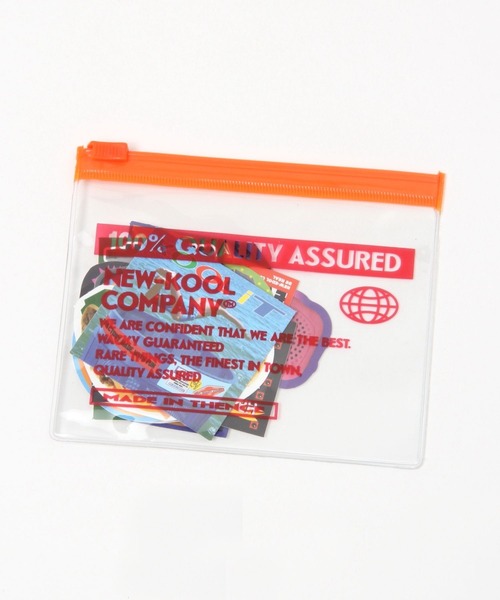 100% QUALITY ASSURED
NEW-KOOL
COMPANY
WE ARE CONFIDENT THAT WE ARE THE BEST.
WACKY GUARANTEED
RARE THINGS, THE FINEST IN TOWN,
QUALITY ASSURED
MADE IN THENCE